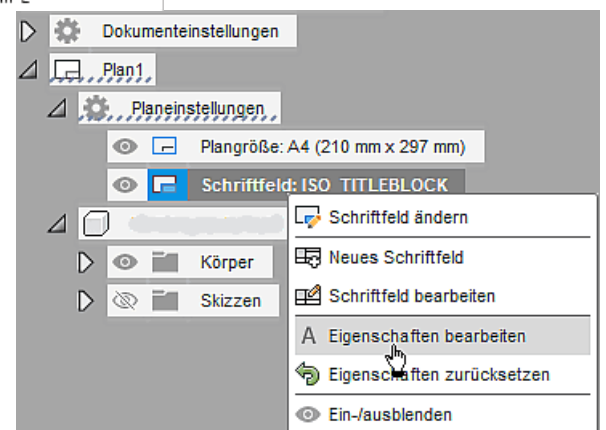 Dokumenteinstellungen
Plan1
Planeinstellungen
Plangröße: A4 (210 mm x 297 mm)
Schriftfeld: ISO_TITLEBLOCK
Schriftfeld ändern
Körper
Neues Schriftfeld
Skizzen
Schriftfeld bearbeiten
A Eigenschaften bearbeiten
Eigenschaften zurücksetzen
Ein-/ausblenden